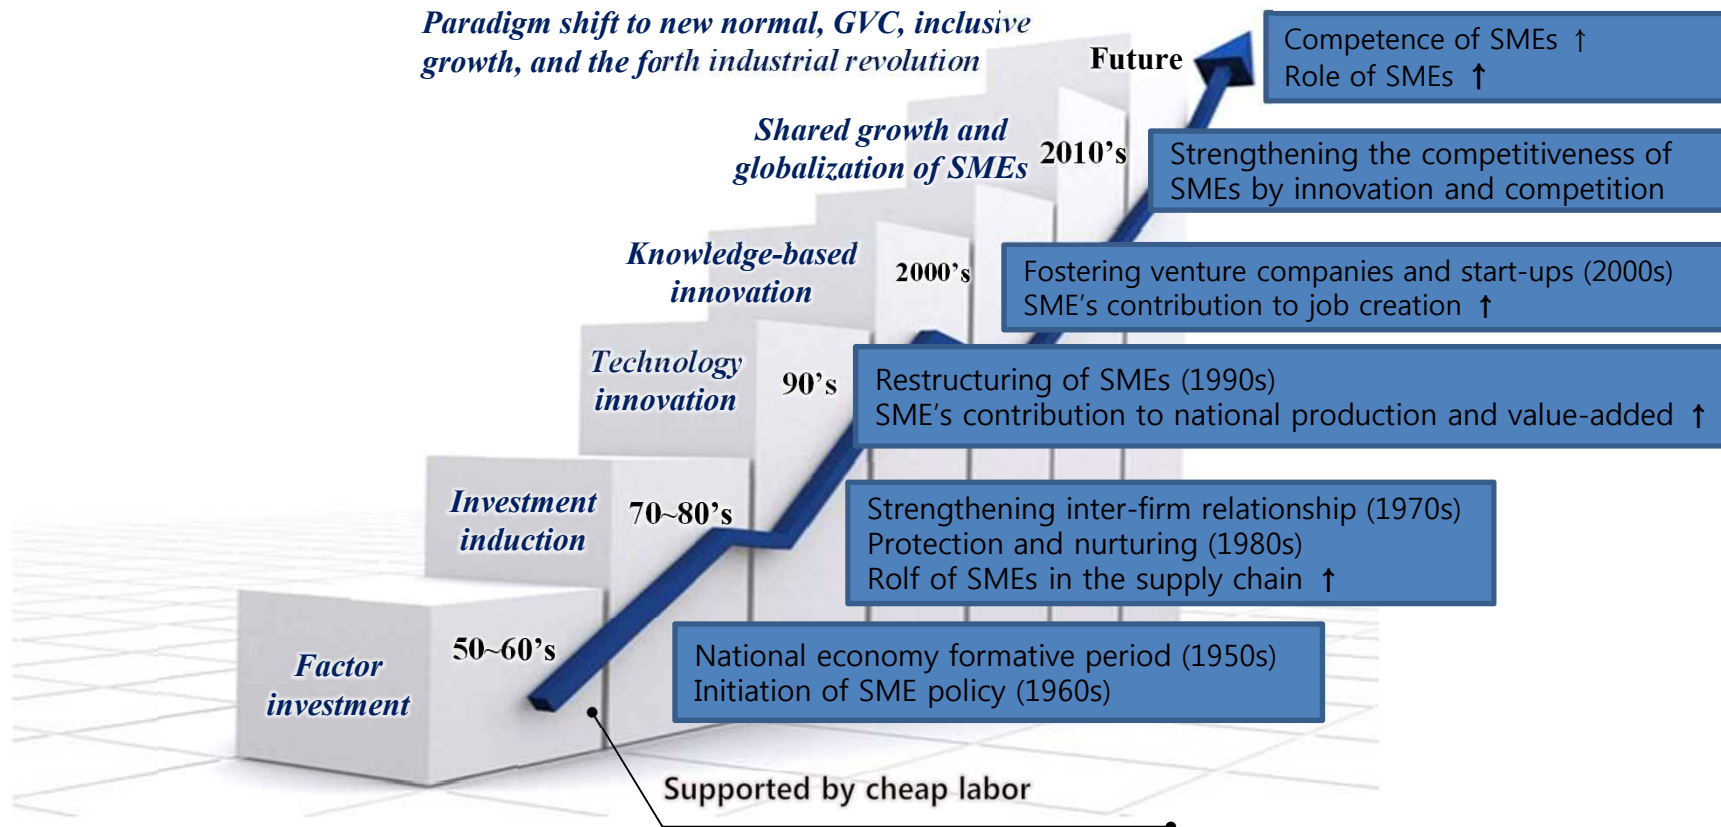 Paradigm shift to new normal, GVC, inclusive
growth, and the forth industrial revolution
Future
Competence of SMEs ↑
Role of SMEs ↑
Shared growth and
globalization of SMEs
2010's
Strengthening the competitiveness of
SMEs by innovation and competition
Knowledge-based
innovation
2000's
Fostering venture companies and start-ups (2000s)
SME's contribution to job creation ↑
Technology
innovation
90's
Restructuring of SMEs (1990s)
SME's contribution to national production and value-added ↑
Investment
induction
70~80's
Strengthening inter-firm relationship (1970s)
Protection and nurturing (1980s)
Rolf of SMEs in the supply chain ↑
Factor
investment
50~60's
National economy formative period (1950s)
Initiation of SME policy (1960s)
Supported by cheap labor